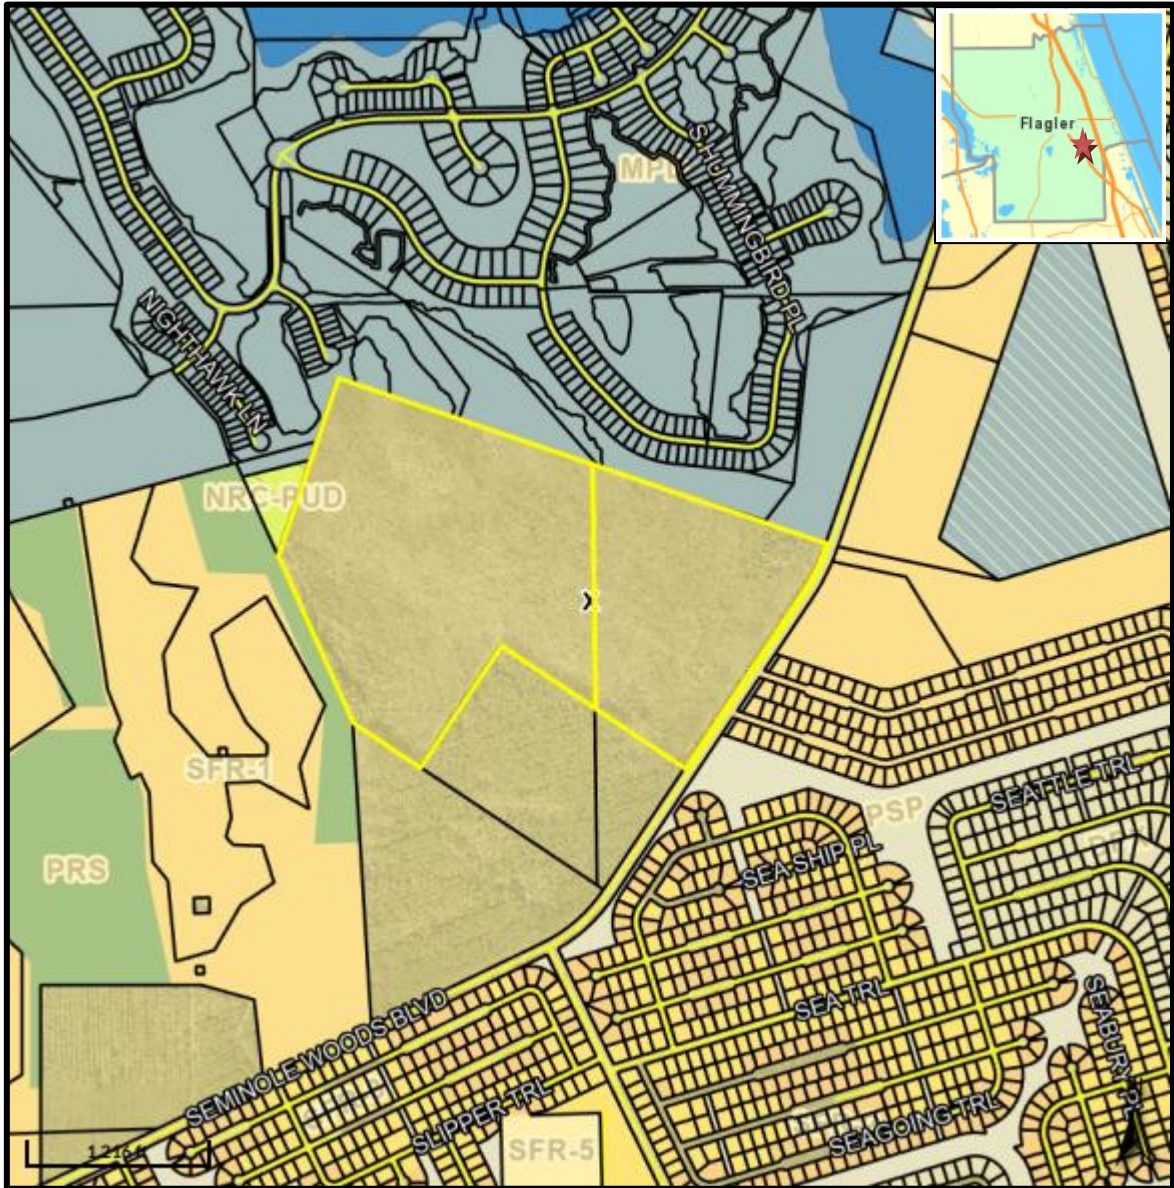 Flagler
MPD
S HUMMINGBIRD PL
NIGHTHAWK LN
NRC-PUD
SFR-1
PRS
SEATTLE TRL
PSP
SEA SHIP PL
SEA TRL
SEABURY PL
SEMINOLE WOODS BLVD
SLIPPER TRL
SEAGOING TRL
SFR-5